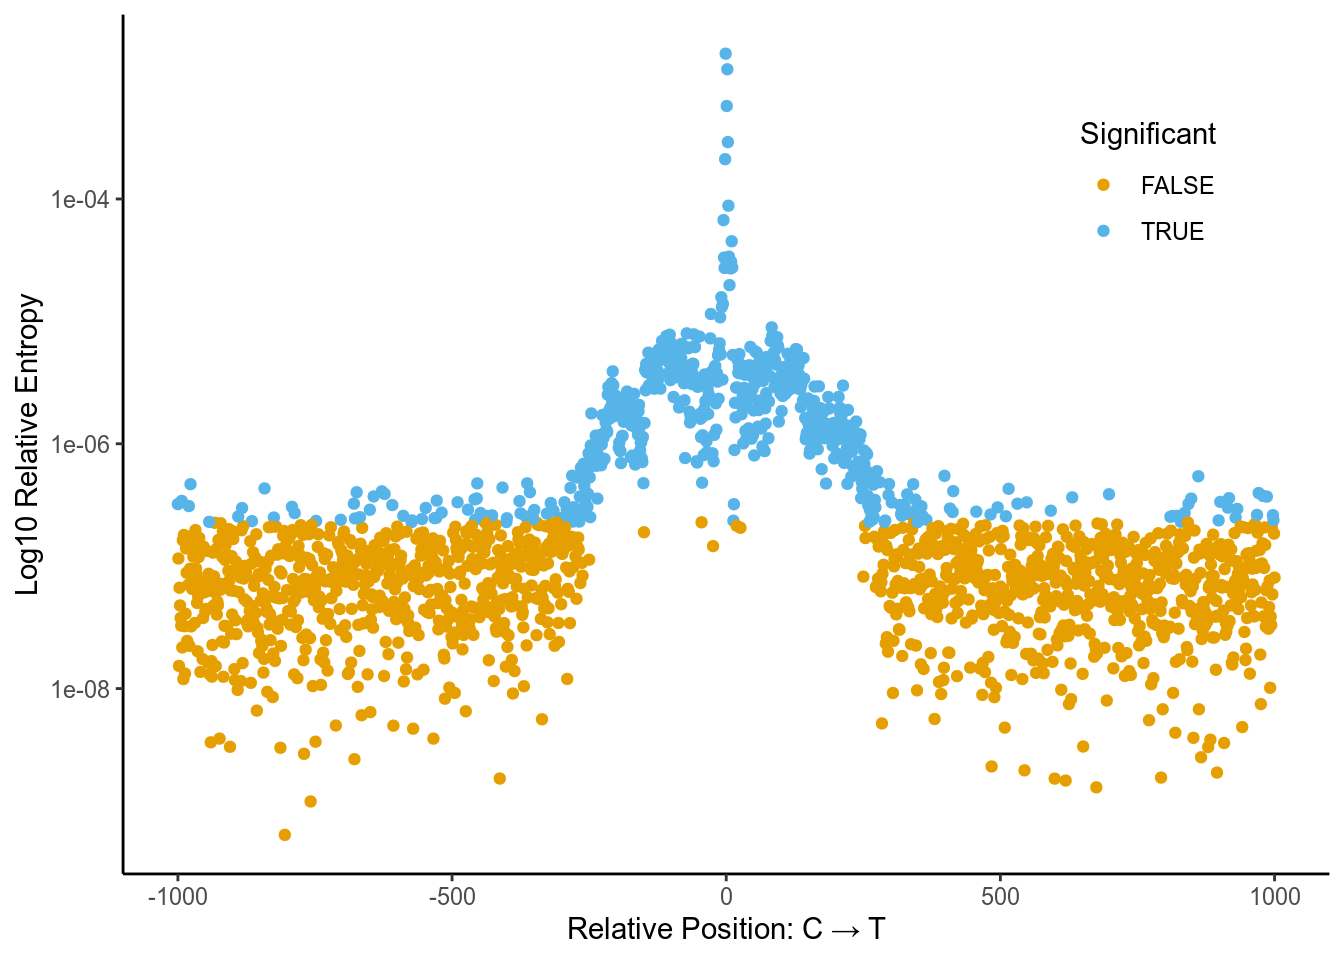 Significant
FALSE
TRUE
Log10 Relative Entropy
1e-04
1e-06
1e-08
-1000
-500
0
500
1000
Relative Position: C → T